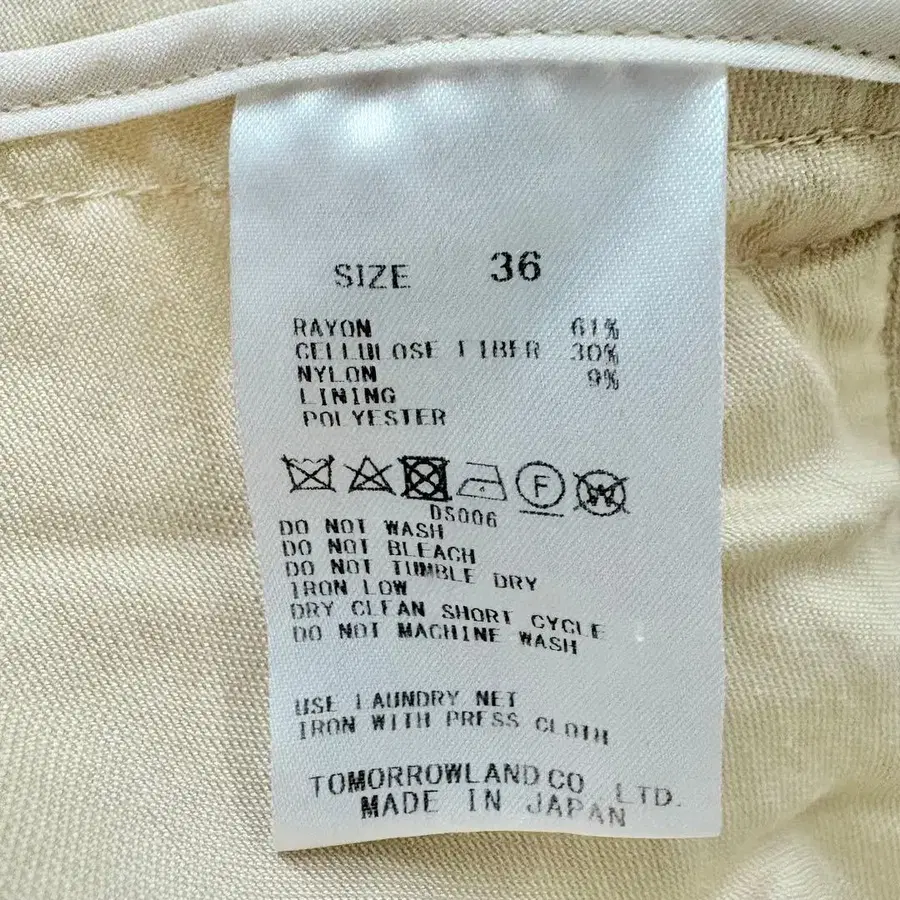 SIZE 36
RAYON 61%
CELLULOSE FIBER 30%
NYLON 9%
LINING
POLYESTER
F W
DS006
DO NOT WASH
DO NOT BLEACH
DO NOT TUMBLE DRY
IRON LOW
DRY CLEAN SHORT CYCLE
DO NOT MACHINE WASH
USE LAUNDRY NET
IRON WITH PRESS CLOTH
TOMORROWLAND CO LTD.
MADE IN JAPAN